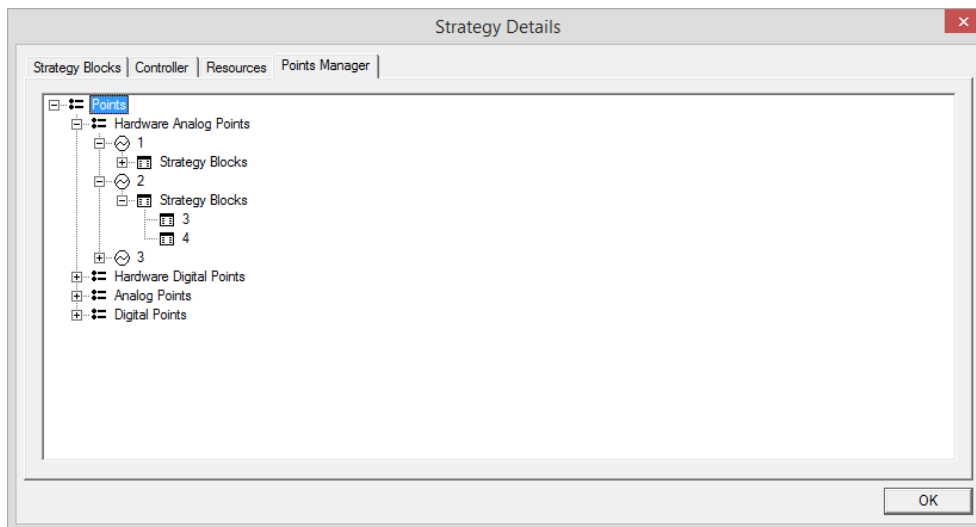 Strategy Details
Strategy Blocks Controller Resources Points Manager
Points
Hardware Analog Points
1
Strategy Blocks
2
Strategy Blocks
3
4
3
Hardware Digital Points
Analog Points
Digital Points
OK